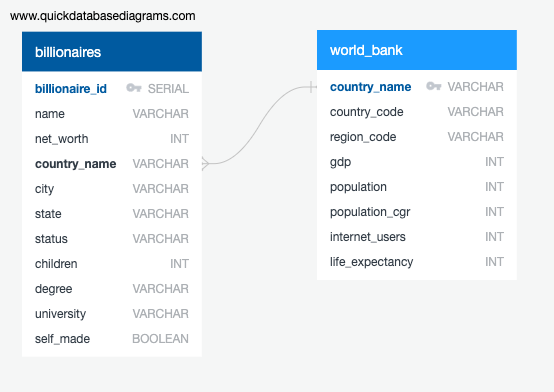 www.quickdatabasediagrams.com
billionaires
billionaire_id SERIAL
name VARCHAR
net_worth INT
country_name VARCHAR
city VARCHAR
state VARCHAR
status VARCHAR
children INT
degree VARCHAR
university VARCHAR
self_made BOOLEAN
world_bank
country_name VARCHAR
country_code VARCHAR
region_code VARCHAR
gdp INT
population INT
population_cgr INT
internet_users INT
life_expectancy INT